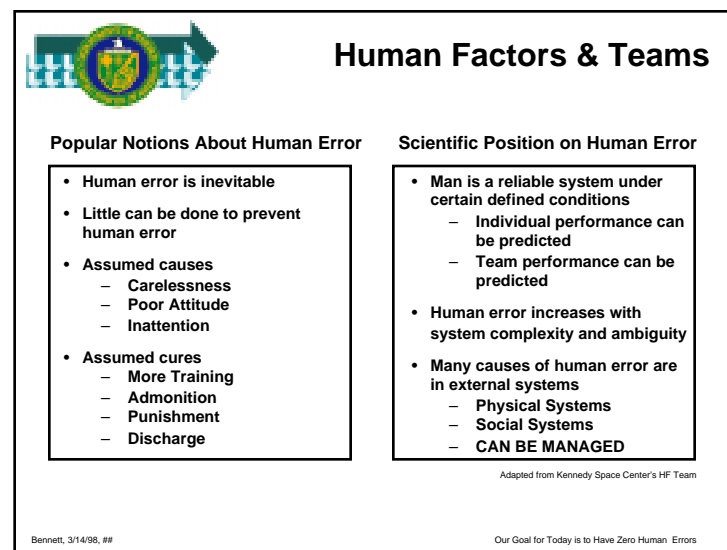 Human Factors & Teams
Popular Notions About Human Error
• Human error is inevitable
• Little can be done to prevent
human error
• Assumed causes
– Carelessness
– Poor Attitude
– Inattention
• Assumed cures
– More Training
– Admonition
– Punishment
– Discharge
Scientific Position on Human Error
• Man is a reliable system under
certain defined conditions
– Individual performance can
be predicted
– Team performance can be
predicted
• Human error increases with
system complexity and ambiguity
• Many causes of human error are
in external systems
– Physical Systems
– Social Systems
– CAN BE MANAGED
Adapted from Kennedy Space Center's HF Team
Bennett, 3/14/98, ##
Our Goal for Today is to Have Zero Human Errors